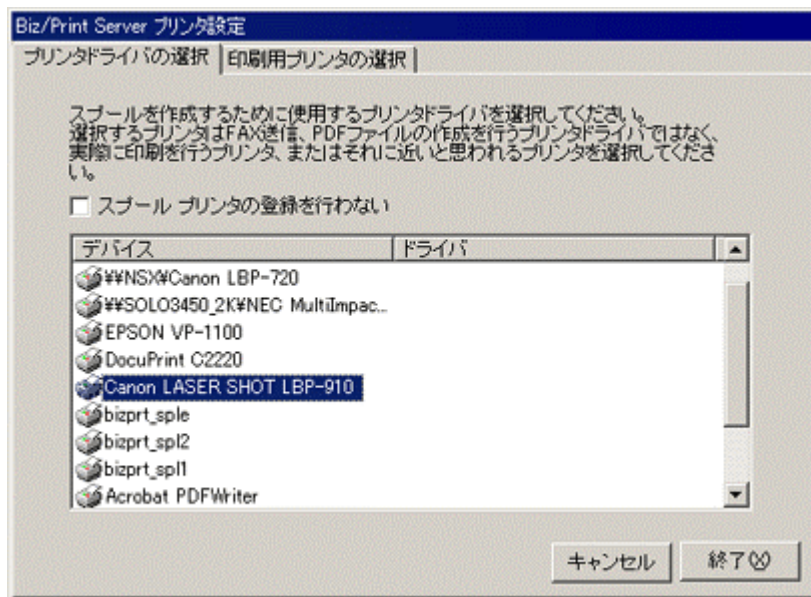 Biz/Print Server プリンタ設定
プリンタドライバの選択 印刷用プリンタの選択
スプールを作成するために使用するプリンタドライバを選択してください。
選択するプリンタはFAX送信、PDFファイルの作成を行うプリンタドライバではなく、
実際に印刷を行うプリンタ、またはそれに近いと思われるプリンタを選択してくださ
い。
スプール プリンタの登録を行わない
デバイス ドライバ
¥¥NSX¥Canon LBP-720
¥¥SOLO3450_2K¥NEC MultiImpac...
EPSON VP-1100
DocuPrint C2220
Canon LASER SHOT LBP-910
bizprt_sple
bizprt_spl2
bizprt_spl1
Acrobat PDFWriter
キャンセル 終了(X)